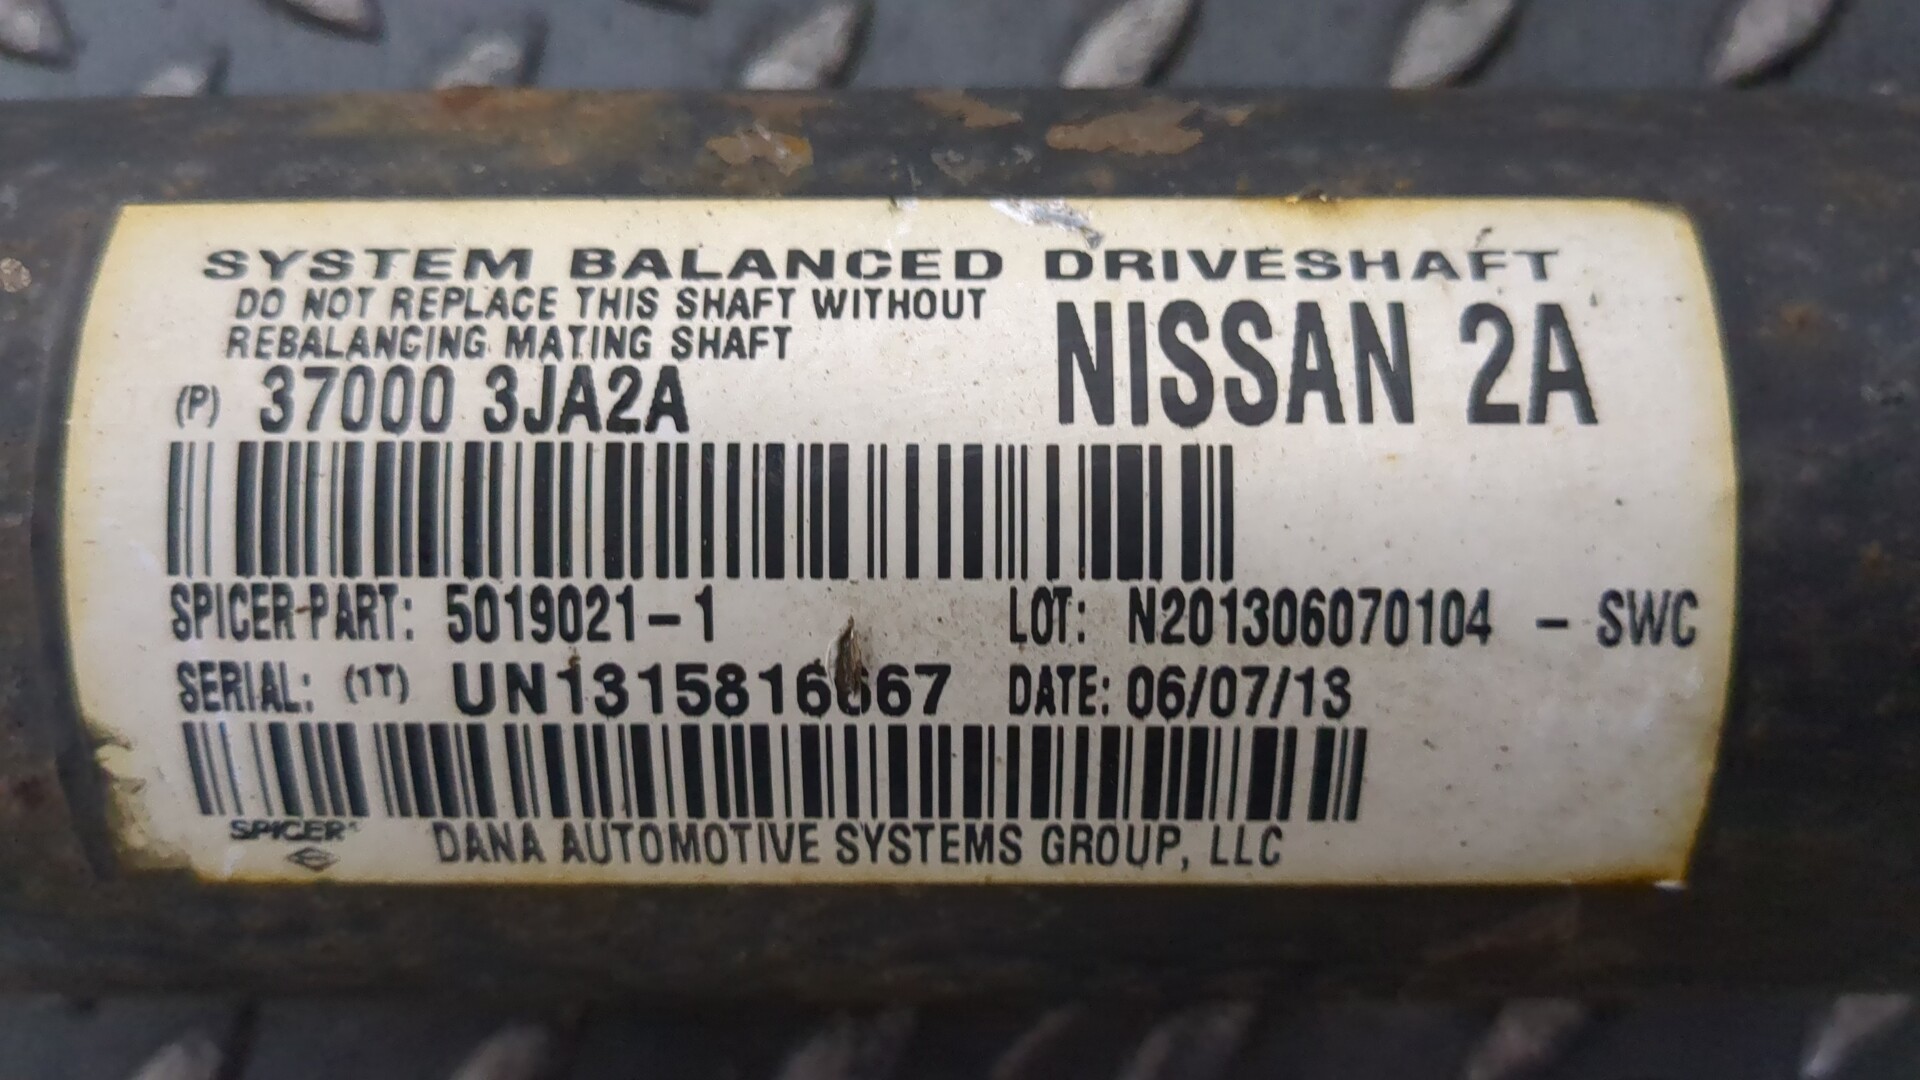 SYSTEM BALANCED DRIVESHAFT
DO NOT REPLACE THIS SHAFT WITHOUT
REBALANCING MATING SHAFT
NISSAN 2A
(P) 37000 3JA2A
SPICER PART: 5019021-1 LOT: N201306070104 - SWC
SERIAL: (1T) UN1315816667 DATE: 06/07/13
SPICER® DANA AUTOMOTIVE SYSTEMS GROUP, LLC